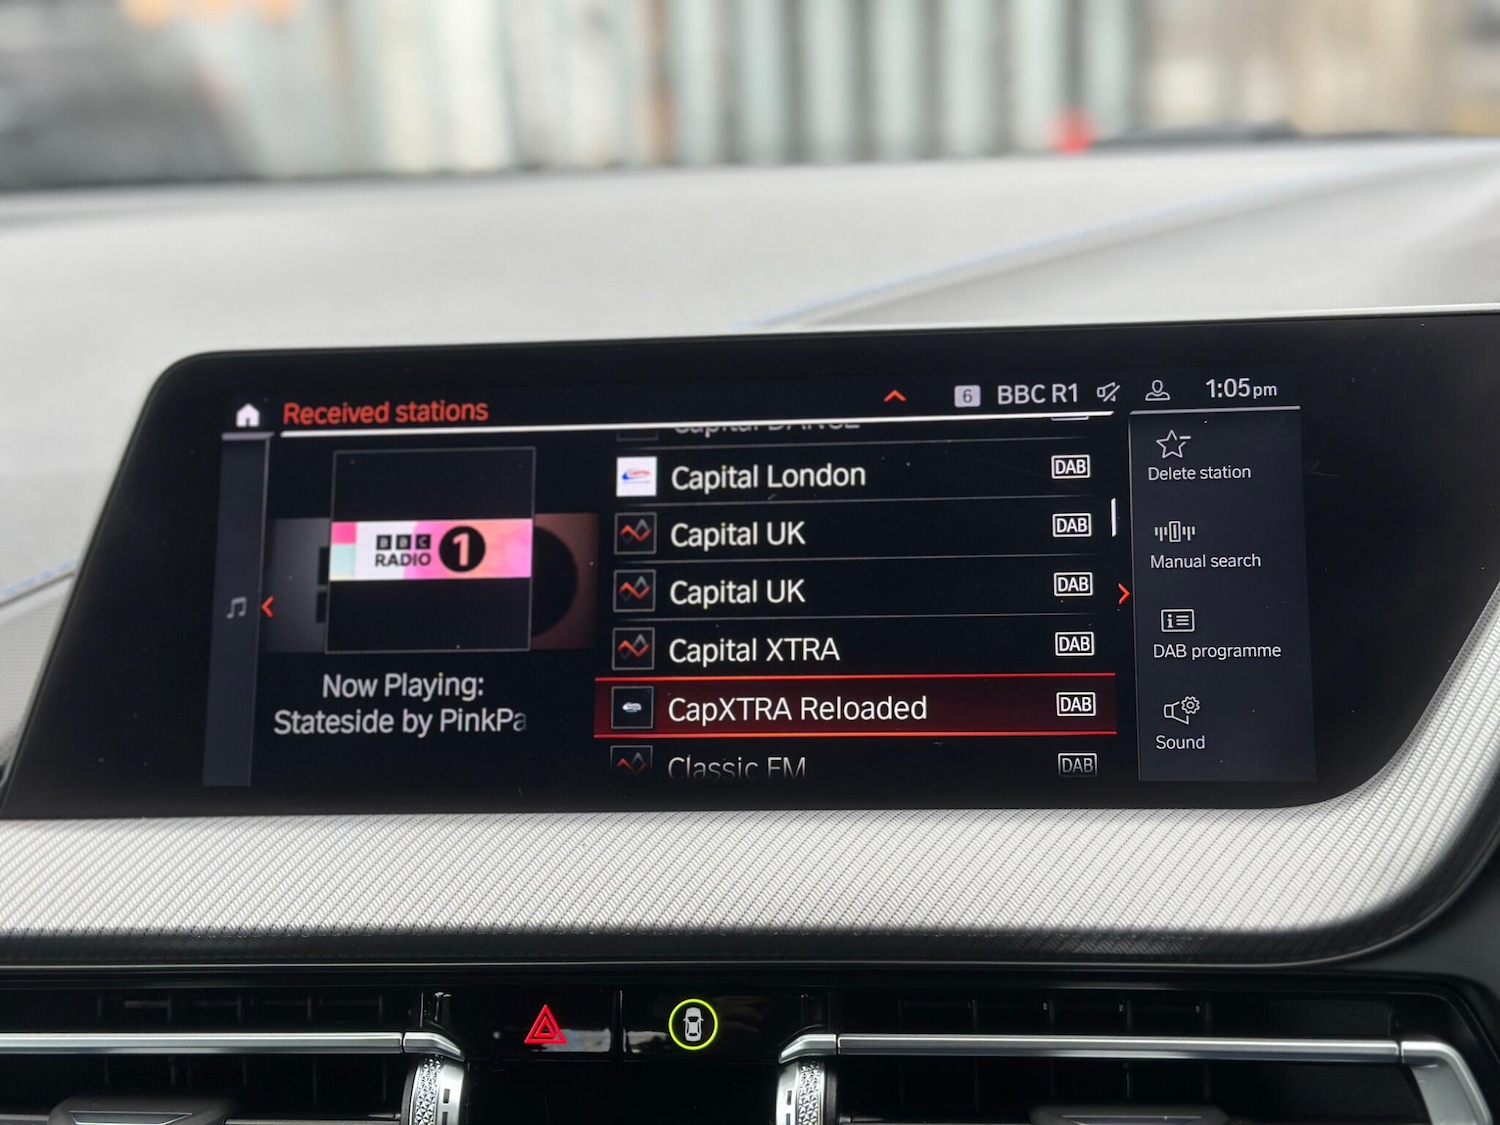 Received stations
6 BBC R1
1:05pm
BBC
RADIO 1
Now Playing:
Stateside by PinkPa
Capital DANCE
Capital London DAB
Capital UK DAB
Capital UK DAB
Capital XTRA DAB
CapXTRA Reloaded DAB
Classic FM DAB
Delete station
Manual search
DAB programme
Sound